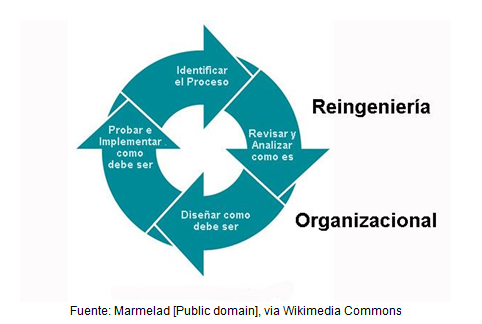 Identificar
el Proceso
Revisar y
Analizar
como es
Diseñar como
debe ser
Probar e
Implementar .
como
debe ser
Reingeniería
Organizacional
Fuente: Marmelad [Public domain], via Wikimedia Commons